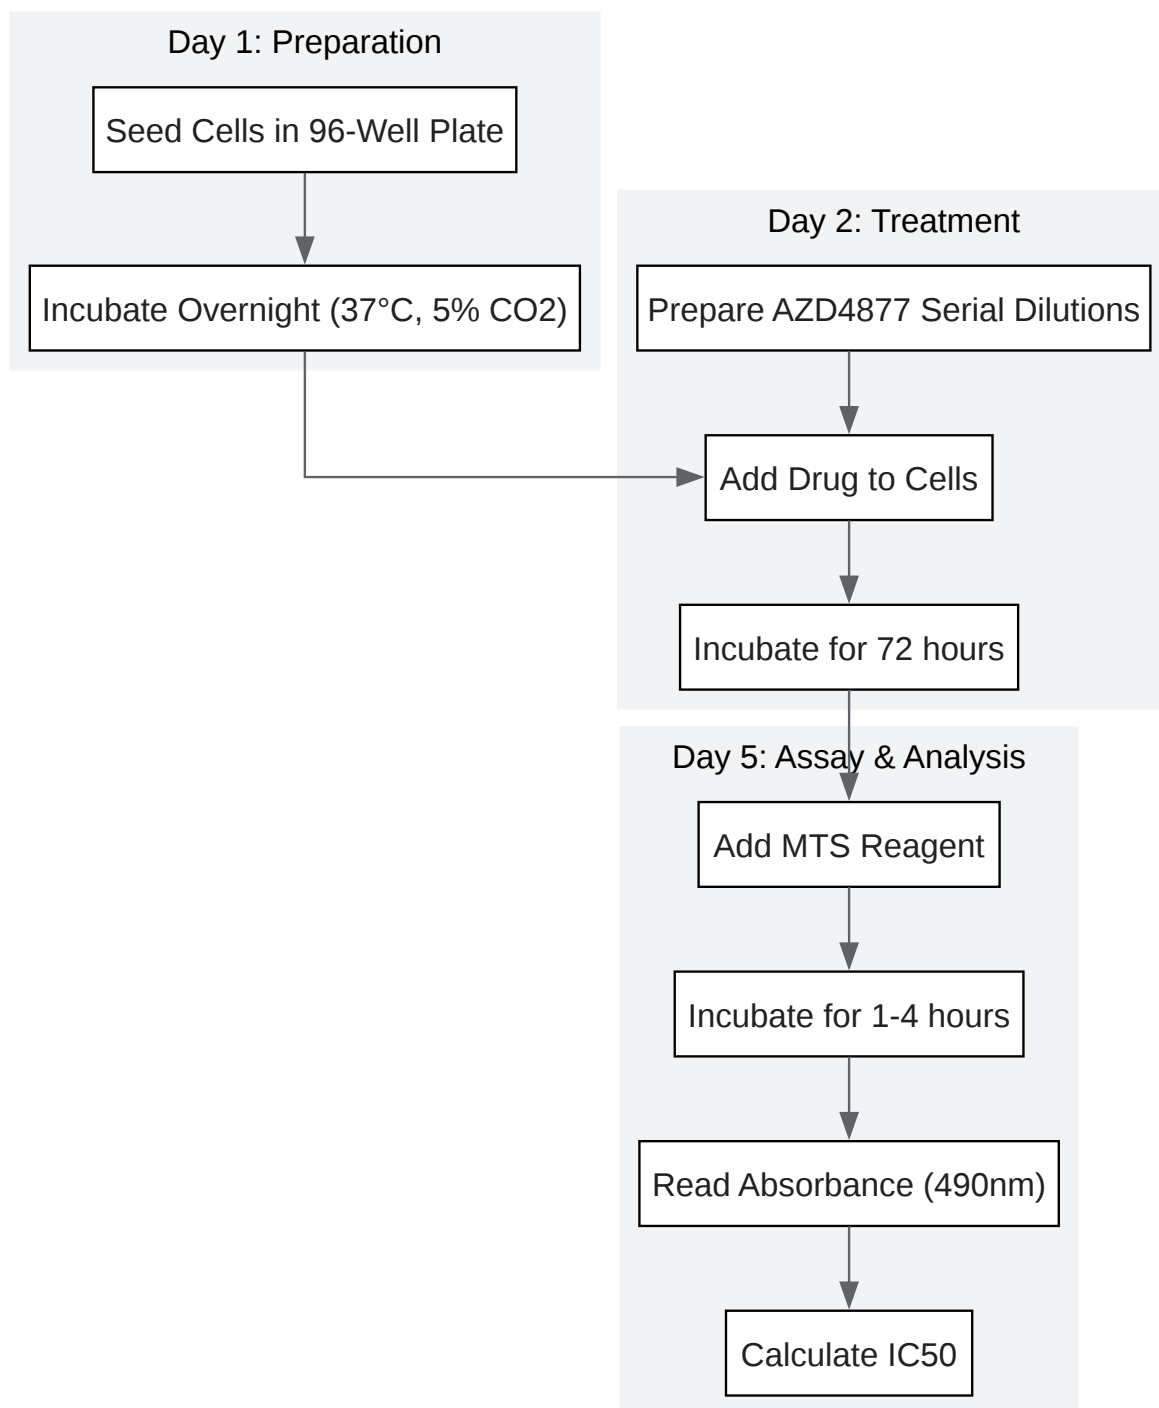 Day 1: Preparation
Seed Cells in 96-Well Plate
Incubate Overnight (37°C, 5% CO2)
Day 2: Treatment
Prepare AZD4877 Serial Dilutions
Add Drug to Cells
Incubate for 72 hours
Day 5: Assay & Analysis
Add MTS Reagent
Incubate for 1-4 hours
Read Absorbance (490nm)
Calculate IC50